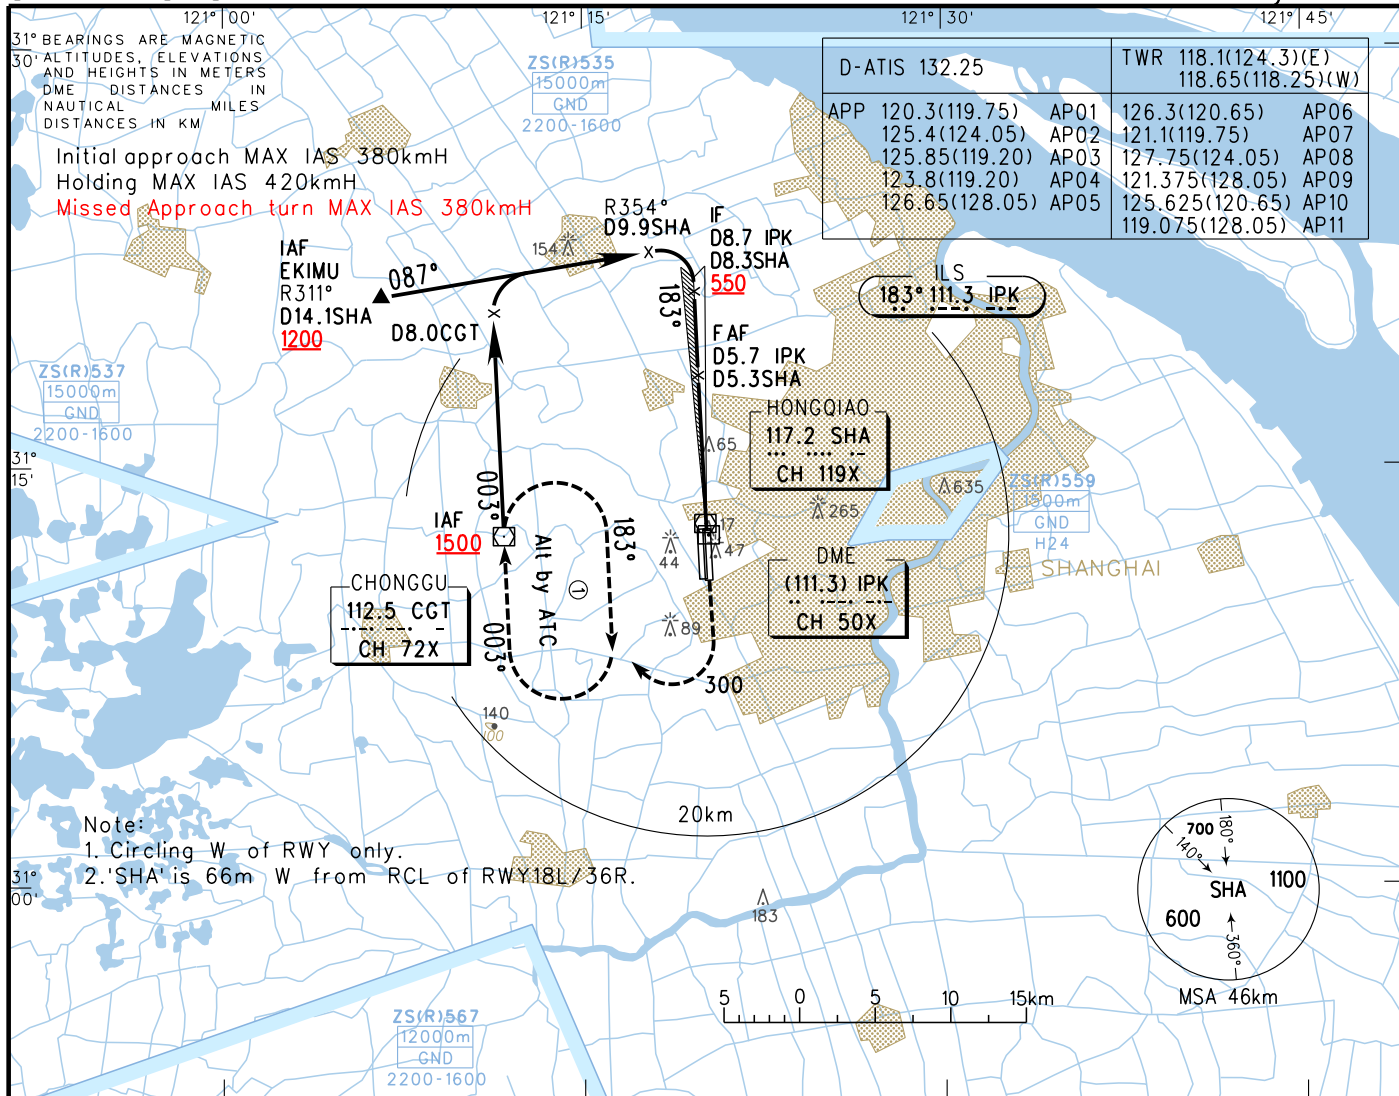 121° 00' 121° 15' 121° 30' 121° 45'
31°
30'
BEARINGS ARE MAGNETIC
ALTITUDES, ELEVATIONS
AND HEIGHTS IN METERS
DME DISTANCES IN
NAUTICAL MILES
DISTANCES IN KM
Initial approach MAX IAS 380kmH
Holding MAX IAS 420kmH
Missed Approach turn MAX IAS 380kmH
ZS(R)535
15000m
GND
2200-1600
D-ATIS 132.25
TWR 118.1(124.3)(E)
118.65(118.25)(W)
APP 120.3(119.75) AP01 126.3(120.65) AP06
125.4(124.05) AP02 121.1(119.75) AP07
125.85(119.20) AP03 127.75(124.05) AP08
123.8(119.20) AP04 121.375(128.05) AP09
126.65(128.05) AP05 125.625(120.65) AP10
119.075(128.05) AP11
IAF
EKIMU
R311°
D14.1SHA
1200
087°
154
R354°
D9.9SHA
IF
D8.7 IPK
D8.3SHA
550
183°
ILS
183° 111.3 IPK
D8.0CGT
FAF
D5.7 IPK
D5.3SHA
ZS(R)537
15000m
GND
2200-1600
HONGQIAO
117.2 SHA
CH 119X
65
31°
15'
003°
IAF
1500
183°
Alt by ATC
①
17
47
44
265
635
ZS(R)559
1500m
GND
H24
DME
(111.3) IPK
CH 50X
SHANGHAI
CHONGGU
112.5 CGT
CH 72X
003°
89
300
140
100
20km
Note:
1. Circling W of RWY only.
2.'SHA' is 66m W from RCL of RWY18L/36R.
31°
00'
183
700
180°
140°
SHA
1100
600
360°
MSA 46km
5 0 5 10 15km
ZS(R)567
12000m
GND
2200-1600